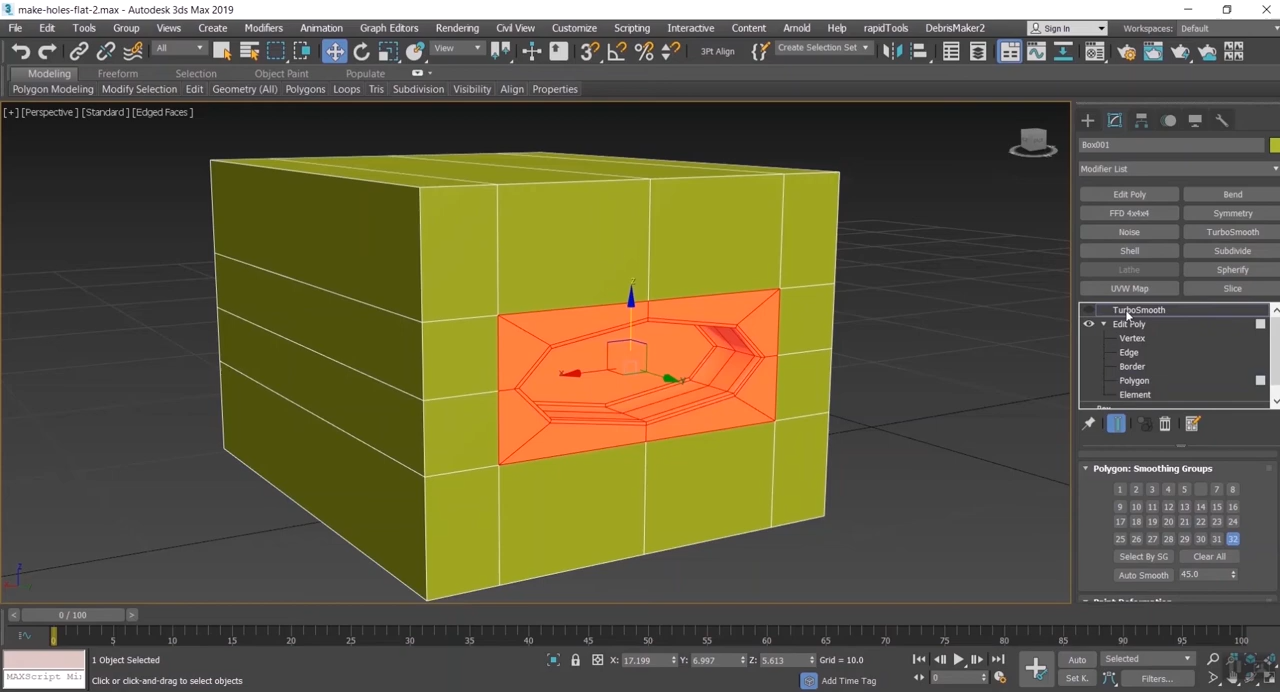 make-holes-flat-2.max - Autodesk 3ds Max 2019
File Edit Tools Group Views Create Modifiers Animation Graph Editors Rendering Civil View Customize Scripting Interactive Content Arnold Help rapidTools DebrisMaker2 Sign In Workspaces: Default
All View 3Pt Align Create Selection Set
Modeling Freeform Selection Object Paint Populate
Polygon Modeling Modify Selection Edit Geometry (All) Polygons Loops Tris Subdivision Visibility Align Properties
[+] [Perspective ] [Standard ] [Edged Faces ]
Box001
Modifier List
Edit Poly Bend
FFD 4x4x4 Symmetry
Noise TurboSmooth
Shell Subdivide
Lathe Spherify
UVW Map Slice
TurboSmooth
Edit Poly
Vertex
Edge
Border
Polygon
Element
Polygon: Smoothing Groups
1 2 3 4 5 7 8
9 10 11 12 13 14 15 16
17 18 19 20 21 22 23 24
25 26 27 28 29 30 31 32
Select By SG Clear All
Auto Smooth 45.0
z
x
y
z
< 0 / 100 >
0 5 10 15 20 25 30 35 40 45 50 55 60 65 70 75 80 85 90 95 100
1 Object Selected X: 17.199 Y: 6.997 Z: 5.613 Grid = 10.0 Auto Selected
MAXScript Mi Click or click-and-drag to select objects Add Time Tag 0 Set K. Filters...